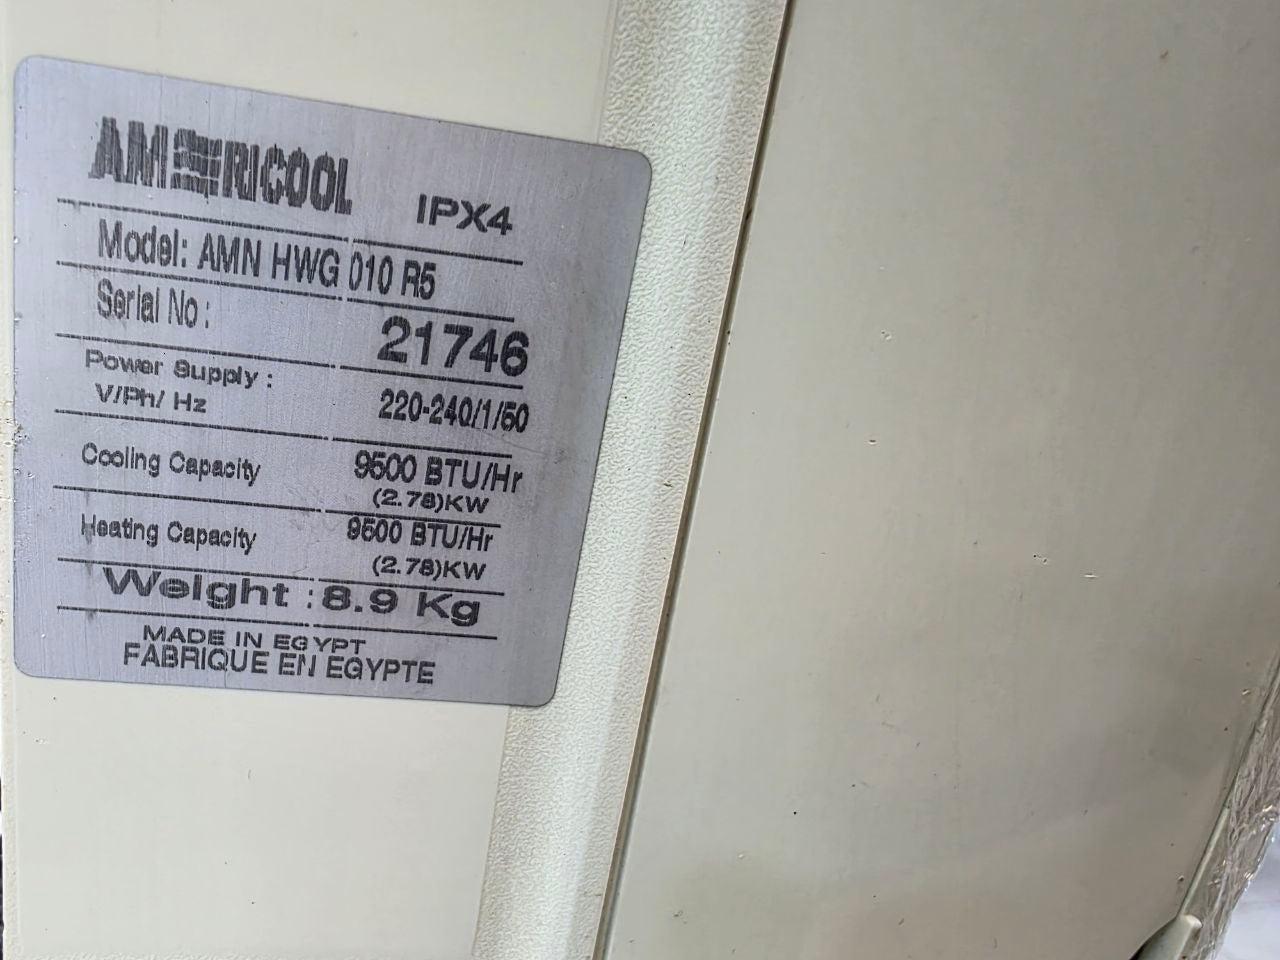 AMERICOOL
IPX4
Model: AMN HWG 010 R5
Serial No : 21746
Power Supply :
V/Ph/ Hz 220-240/1/50
Cooling Capacity 9500 BTU/Hr
(2.78)KW
Heating Capacity 9500 BTU/Hr
(2.78)KW
Weight : 8.9 Kg
MADE IN EGYPT
FABRIQUE EN EGYPTE